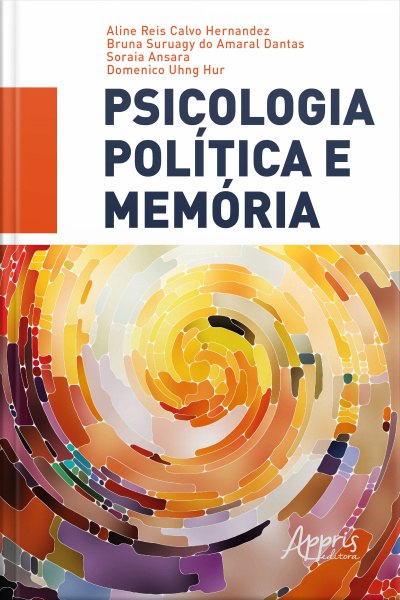 Aline Reis Calvo Hernandez
Bruna Suruagy do Amaral Dantas
Soraia Ansara
Domenico Uhng Hur
PSICOLOGIA
POLÍTICA E
MEMÓRIA
Appris
editora